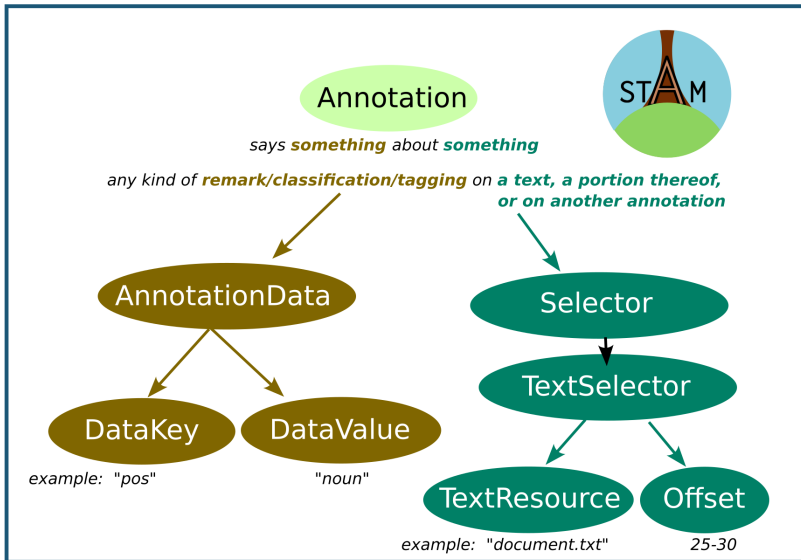 Annotation
STAM
says something about something
any kind of remark/classification/tagging on a text, a portion thereof,
or on another annotation
AnnotationData
Selector
TextSelector
DataKey
DataValue
example: "pos"
"noun"
TextResource
Offset
example: "document.txt"
25-30